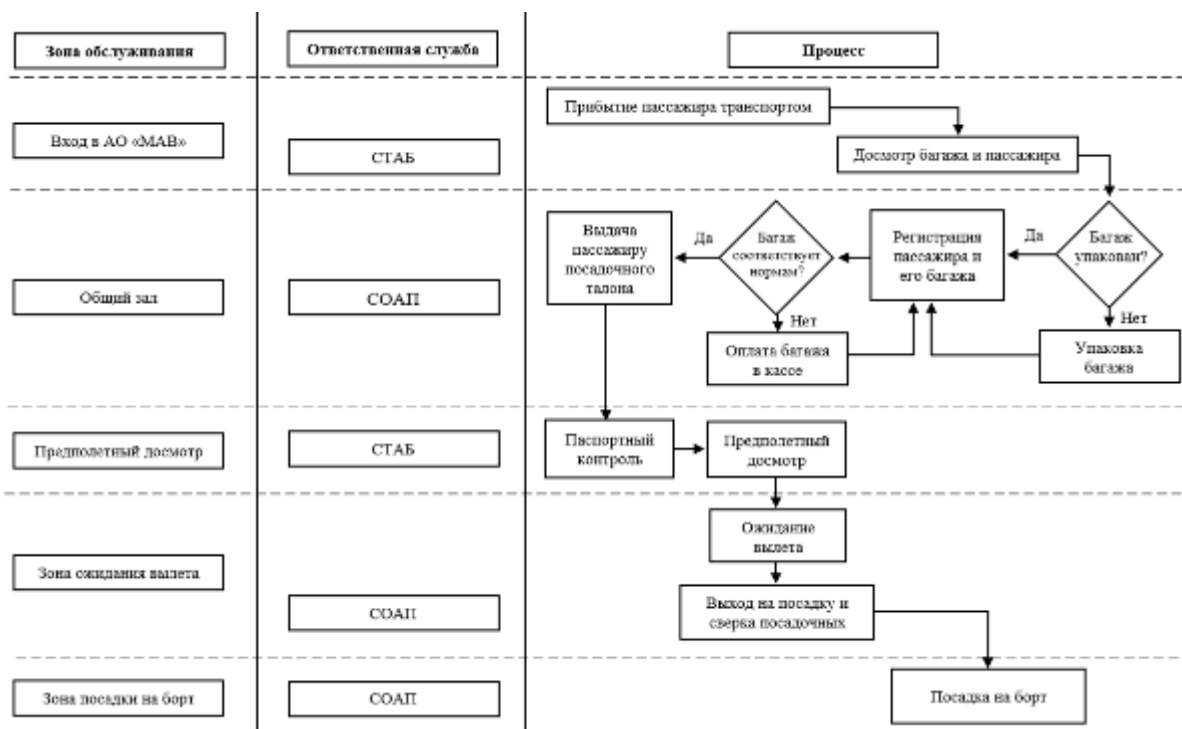 Зона обслуживания
Ответственная служба
Процесс
Вход в АО «МАВ»
СТАБ
Прибытие пассажира транспортом
Досмотр багажа и пассажира
Общий зал
СОАП
Выдача
пассажиру
посадочного
талона
Да
Багаж
соответствует
нормам?
Регистрация
пассажира и
его багажа
Да
Багаж
упакован?
Нет
Нет
Оплата багажа
в кассе
Упаковка
багажа
Предполетный досмотр
СТАБ
Паспортный
контроль
Предполетный
досмотр
Зона ожидания вылета
СОАП
Ожидание
вылета
Выход на посадку и
сверка посадочных
Зона посадки на борт
СОАП
Посадка на борт